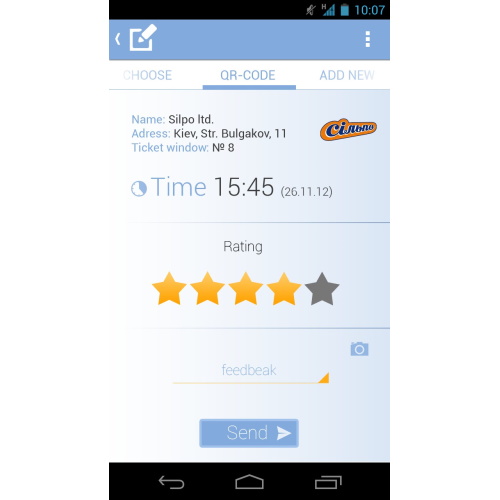 H 10:07
CHOOSE QR-CODE ADD NEW
Name: Silpo ltd.
Adress: Kiev, Str. Bulgakov, 11
Ticket window: № 8
Сільпо
Time 15:45 (26.11.12)
Rating
feedbeak
Send